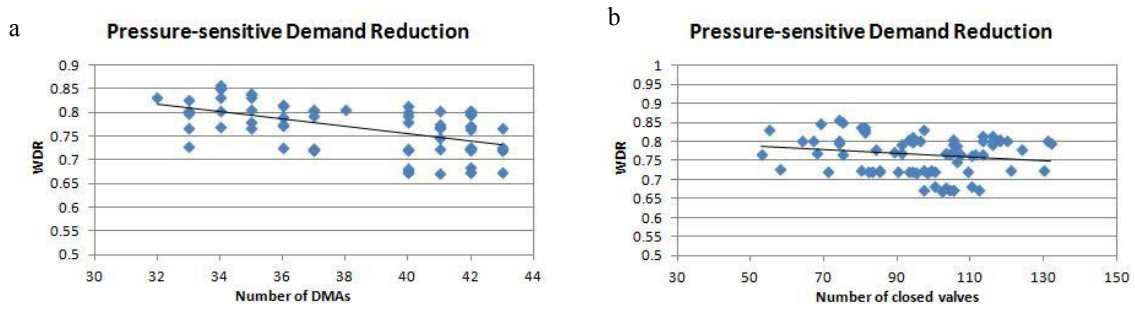 a
Pressure-sensitive Demand Reduction
WDR
0.9
0.85
0.8
0.75
0.7
0.65
0.6
0.55
0.5
30 32 34 36 38 40 42 44
Number of DMAs
b
Pressure-sensitive Demand Reduction
WDR
1
0.95
0.9
0.85
0.8
0.75
0.7
0.65
0.6
0.55
0.5
30 50 70 90 110 130 150
Number of closed valves